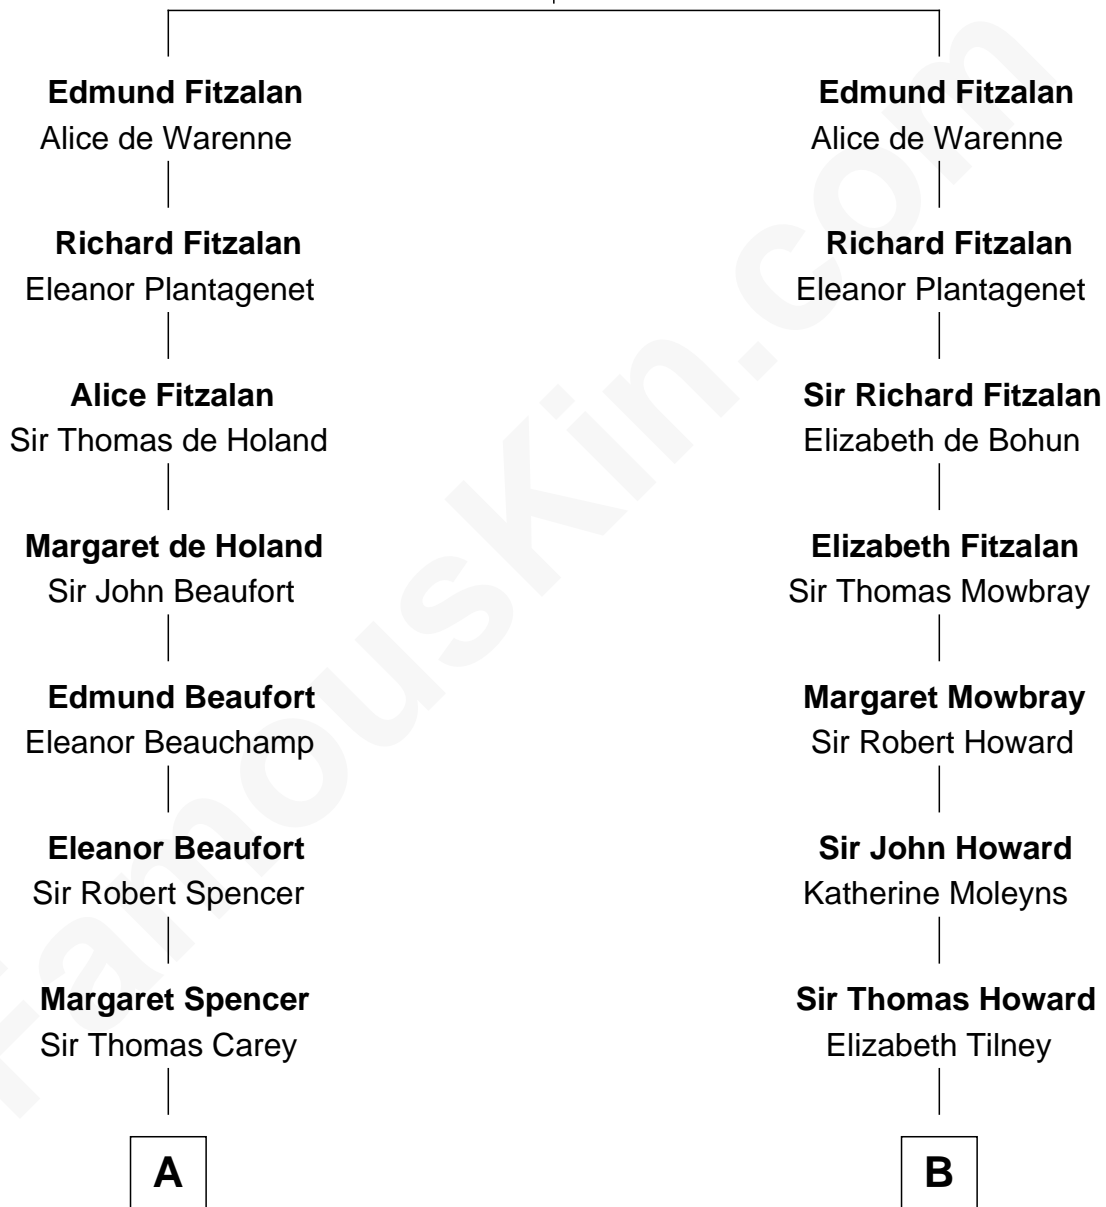 Edmund Fitzalan
Alice de Warenne
Richard Fitzalan
Eleanor Plantagenet
Alice Fitzalan
Sir Thomas de Holand
Margaret de Holand
Sir John Beaufort
Edmund Beaufort
Eleanor Beauchamp
Eleanor Beaufort
Sir Robert Spencer
Margaret Spencer
Sir Thomas Carey
A
Edmund Fitzalan
Alice de Warenne
Richard Fitzalan
Eleanor Plantagenet
Sir Richard Fitzalan
Elizabeth de Bohun
Elizabeth Fitzalan
Sir Thomas Mowbray
Margaret Mowbray
Sir Robert Howard
Sir John Howard
Katherine Moleyns
Sir Thomas Howard
Elizabeth Tilney
B
FamousKin.com